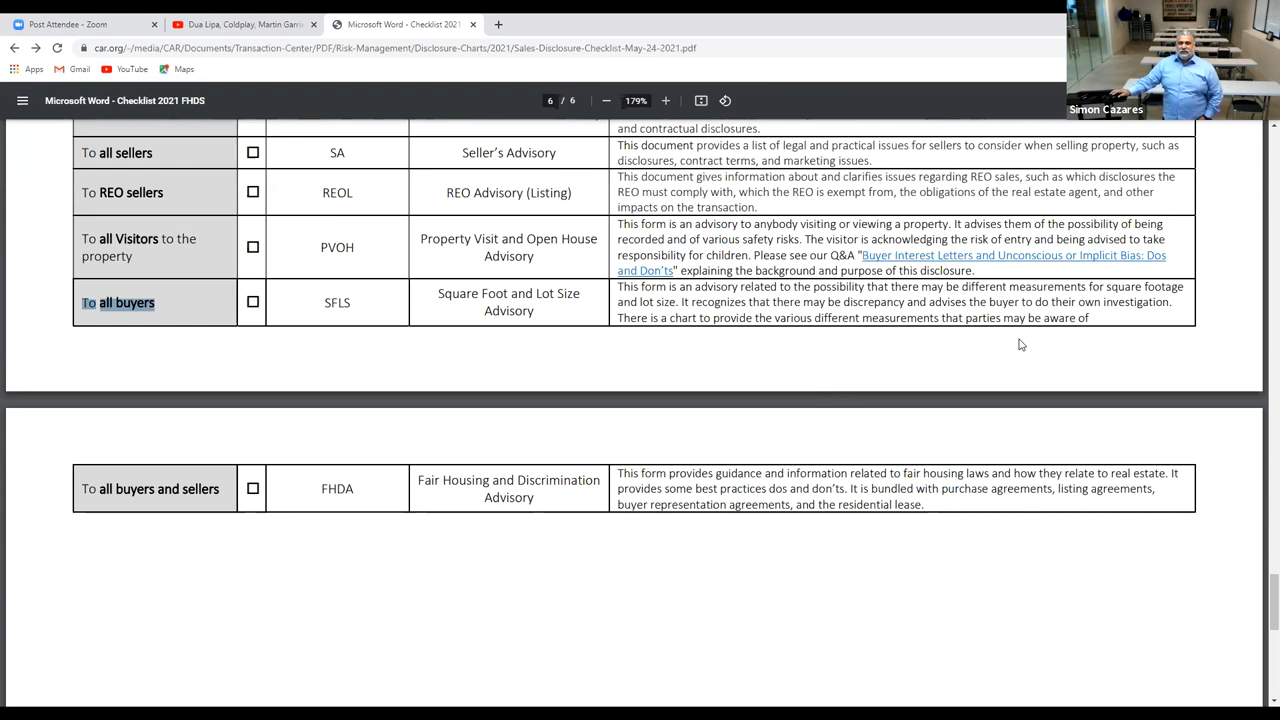 Post Attendee - Zoom
Dua Lipa, Coldplay, Martin Garri
Microsoft Word - Checklist 2021
car.org/-/media/CAR/Documents/Transaction-Center/PDF/Risk-Management/Disclosure-Charts/2021/Sales-Disclosure-Checklist-May-24-2021.pdf
Apps
Gmail
YouTube
Maps
Microsoft Word - Checklist 2021 FHDS
6 / 6
179%
Simon Cazares
and contractual disclosures.
To all sellers
SA
Seller's Advisory
This document provides a list of legal and practical issues for sellers to consider when selling property, such as
disclosures, contract terms, and marketing issues.
To REO sellers
REOL
REO Advisory (Listing)
This document gives information about and clarifies issues regarding REO sales, such as which disclosures the
REO must comply with, which the REO is exempt from, the obligations of the real estate agent, and other
impacts on the transaction.
To all Visitors to the
property
PVOH
Property Visit and Open House
Advisory
This form is an advisory to anybody visiting or viewing a property. It advises them of the possibility of being
recorded and of various safety risks. The visitor is acknowledging the risk of entry and being advised to take
responsibility for children. Please see our Q&A "Buyer Interest Letters and Unconscious or Implicit Bias: Dos
and Don'ts" explaining the background and purpose of this disclosure.
To all buyers
SFLS
Square Foot and Lot Size
Advisory
This form is an advisory related to the possibility that there may be different measurements for square footage
and lot size. It recognizes that there may be discrepancy and advises the buyer to do their own investigation.
There is a chart to provide the various different measurements that parties may be aware of
To all buyers and sellers
FHDA
Fair Housing and Discrimination
Advisory
This form provides guidance and information related to fair housing laws and how they relate to real estate. It
provides some best practices dos and don'ts. It is bundled with purchase agreements, listing agreements,
buyer representation agreements, and the residential lease.